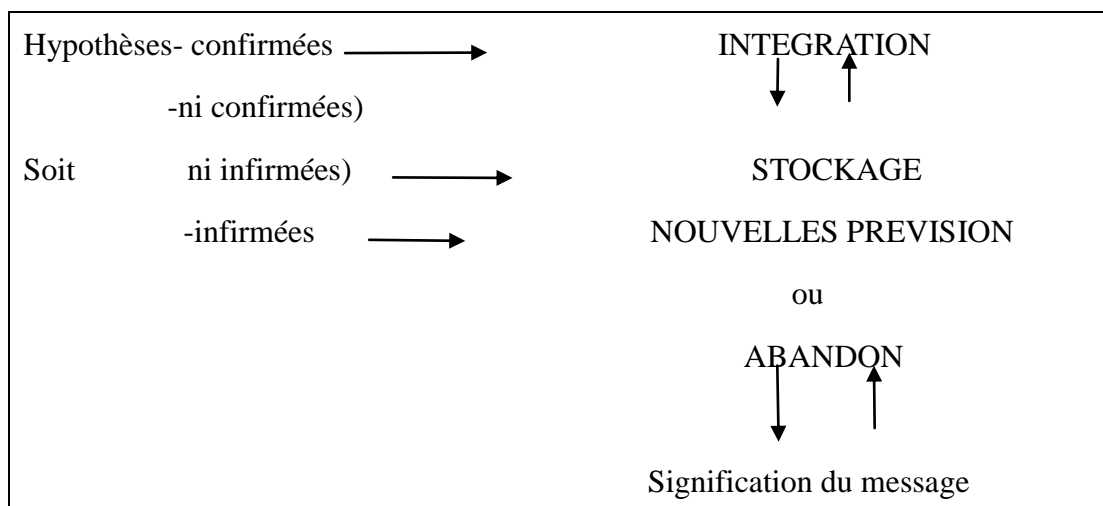 Hypothèses- confirmées INTEGRATION
-ni confirmées)
Soit ni infirmées) STOCKAGE
-infirmées NOUVELLES PREVISION
ou
ABANDON
Signification du message